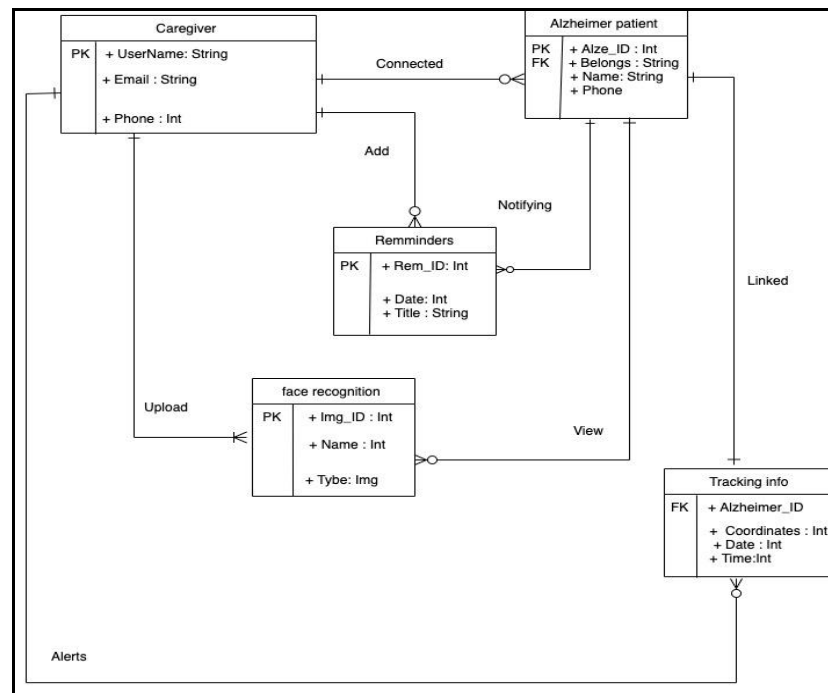 Caregiver
PK + UserName: String
+ Email : String
+ Phone : Int
Connected
Alzheimer patient
PK + Alze_ID : Int
FK + Belongs : String
+ Name: String
+ Phone
Add
Notifying
Remminders
PK + Rem_ID: Int
+ Date: Int
+ Title : String
Linked
Upload
face recognition
PK + Img_ID : Int
+ Name : Int
+ Tybe: Img
View
Tracking info
FK + Alzheimer_ID
+ Coordinates : Int
+ Date : Int
+ Time:Int
Alerts